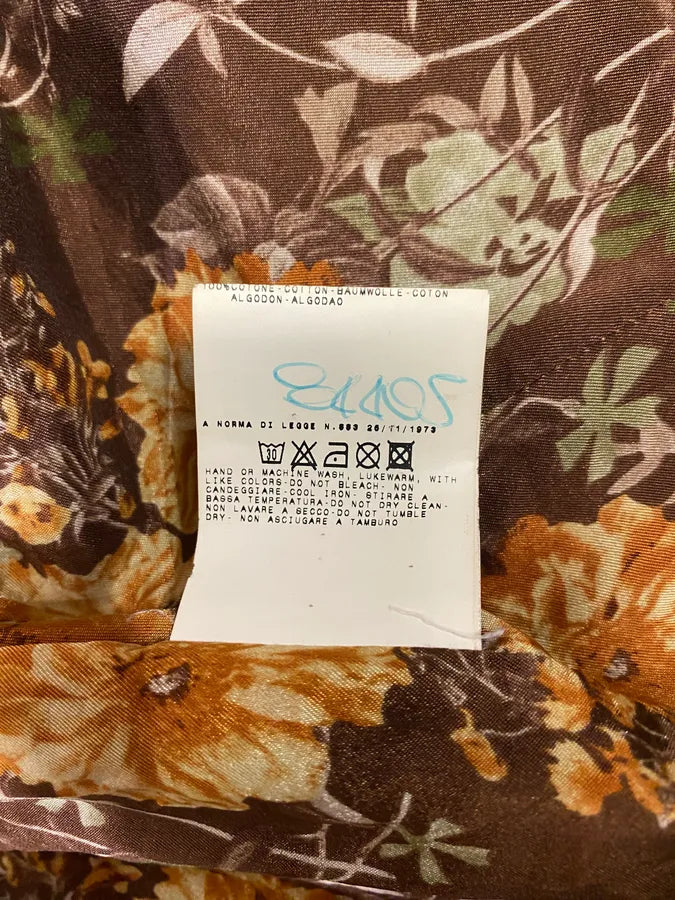 100%COTONE-COTTON-BAUMWOLLE-COTON
ALGODON-ALGODAO
A NORMA DI LEGGE N.883 26/11/1973
30
HAND OR MACHINE WASH, LUKEWARM, WITH
LIKE COLORS-DO NOT BLEACH- NON
CANDEGGIARE-COOL IRON- STIRARE A
BASSA TEMPERATURA-DO NOT DRY CLEAN-
NON LAVARE A SECCO-DO NOT TUMBLE
DRY- NON ASCIUGARE A TAMBURO